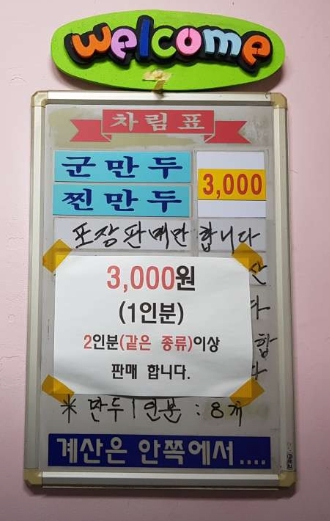 welcome
차림표
군만두
찐만두
3,000
포장판매만 합니다
3,000원
(1인분)
2인분(같은 종류)이상
판매 합니다.
※ 만두 1인분 : 8개
계산은 안쪽에서....